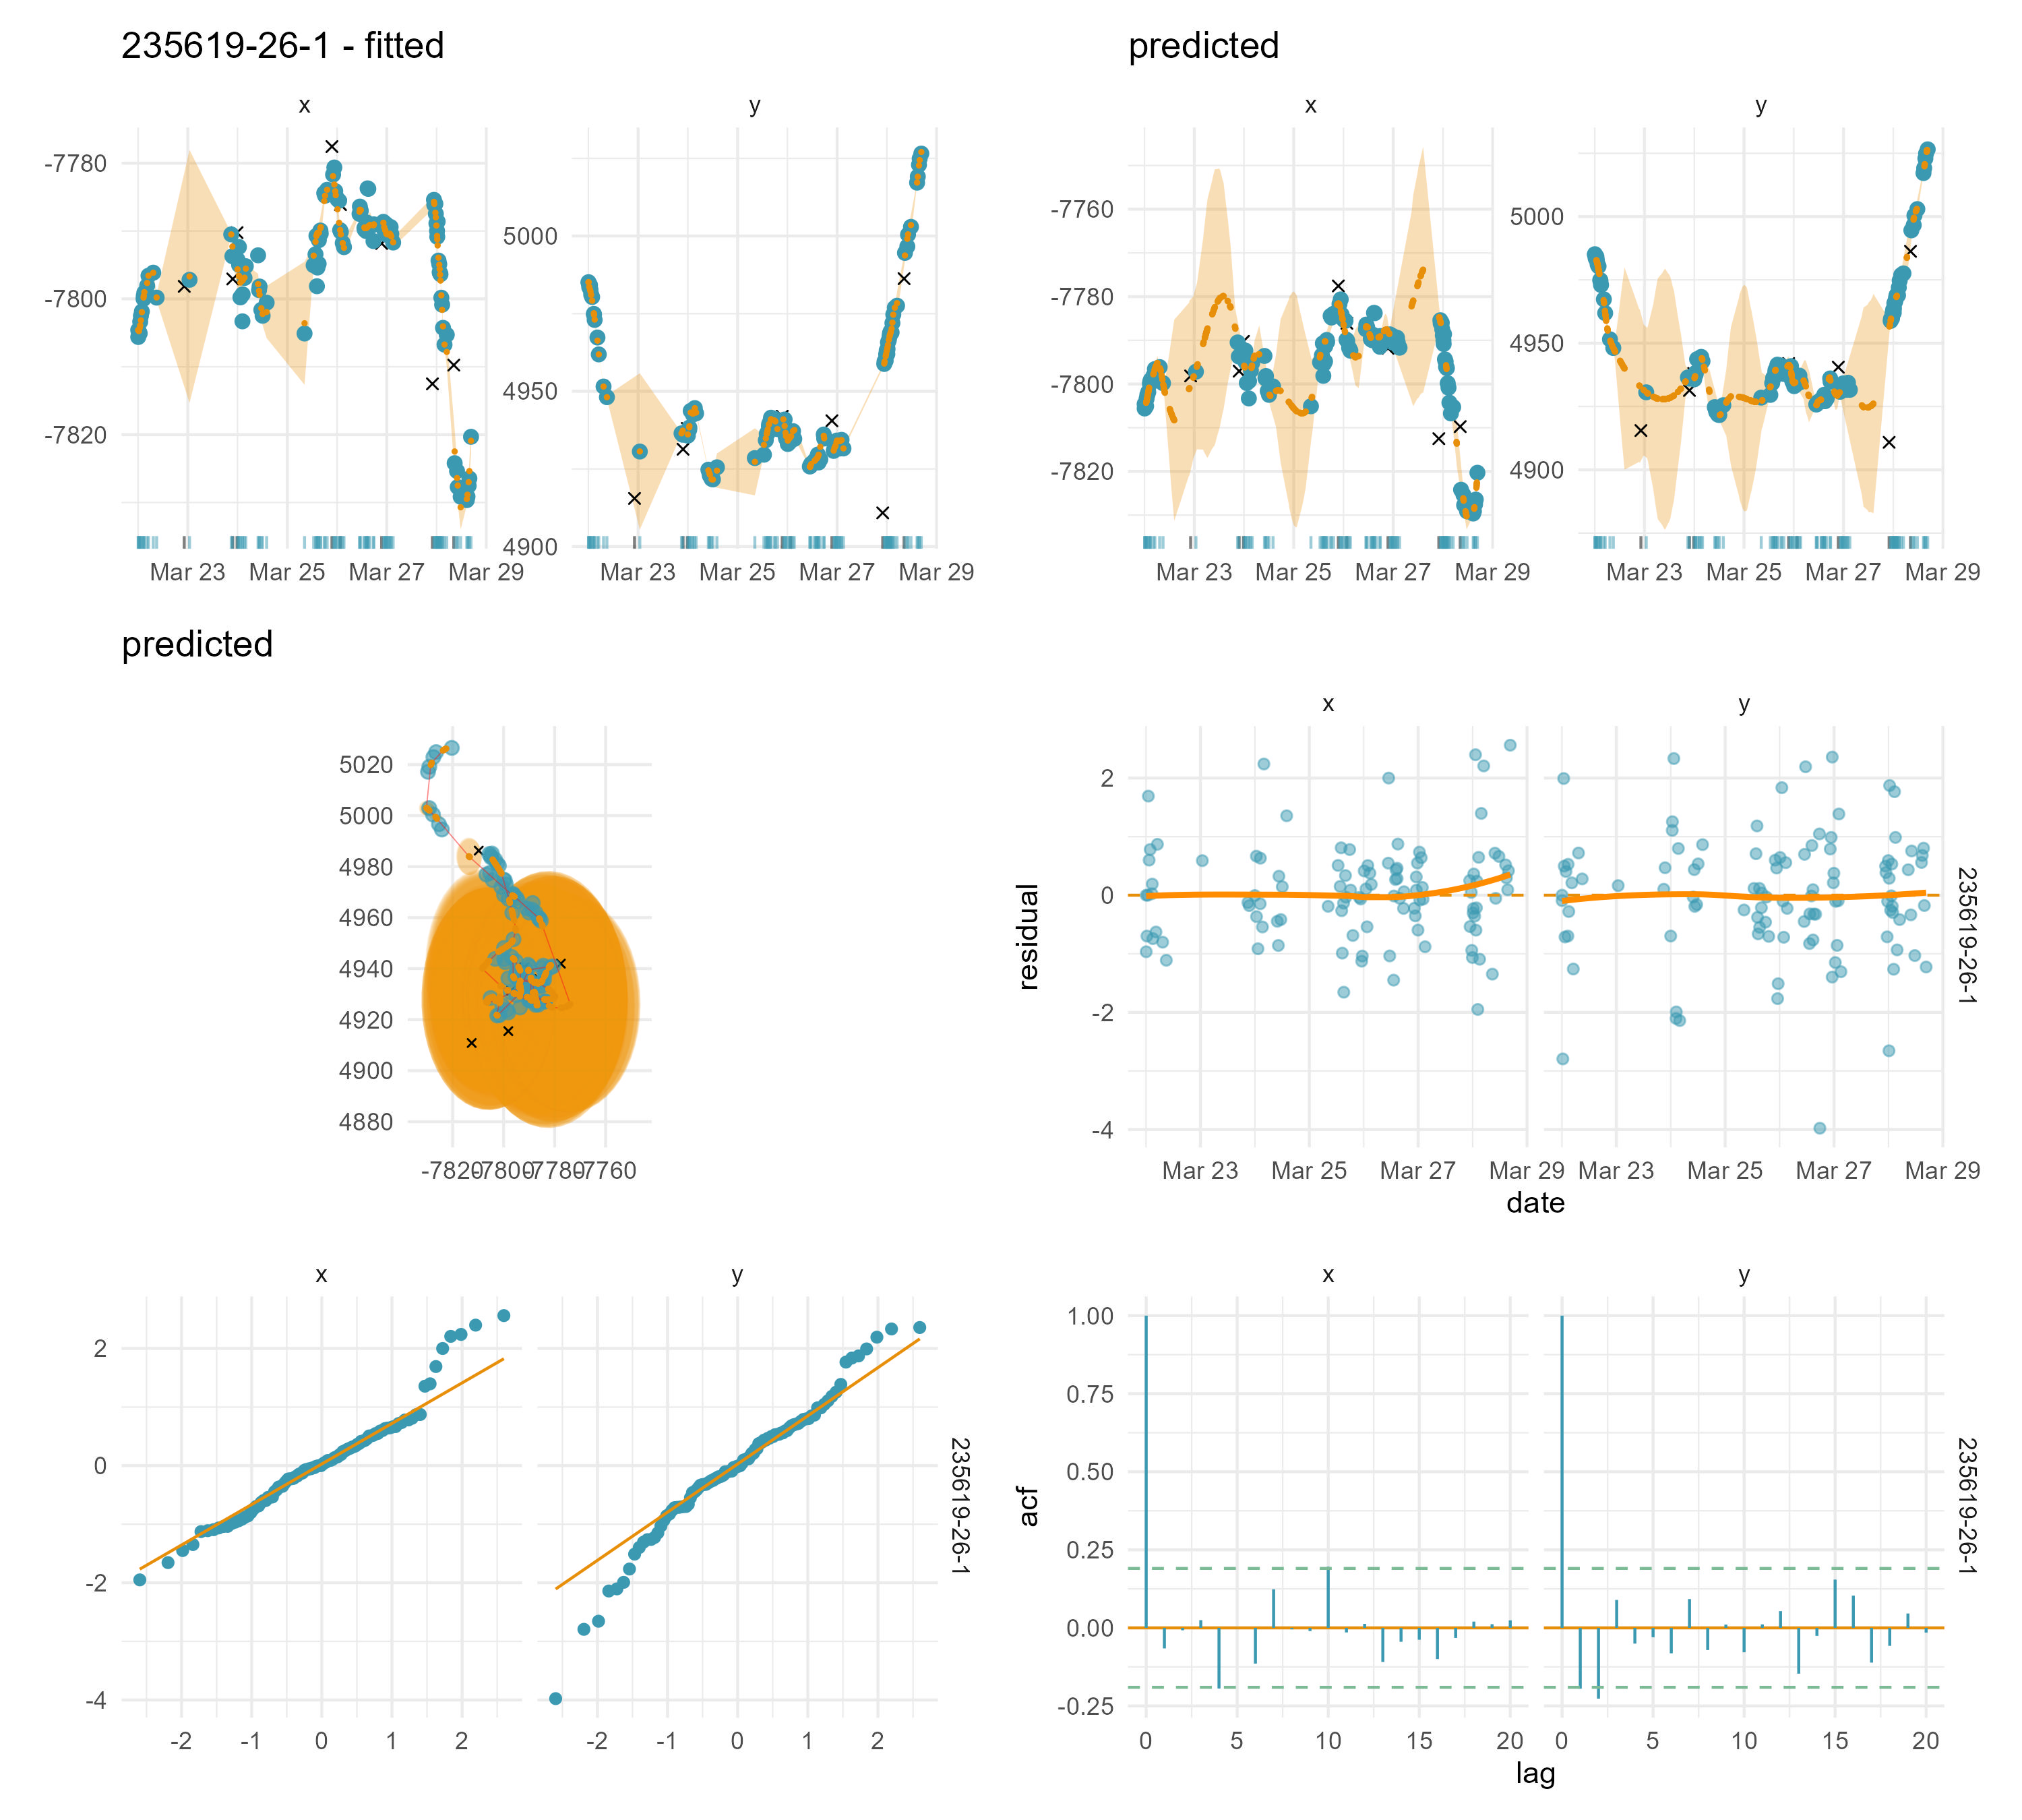 235619-26-1 - fitted
predicted
x
y
x
y
-7780
-7800
-7820
5000
4950
4900
-7760
-7780
-7800
-7820
5000
4950
4900
Mar 23 Mar 25 Mar 27 Mar 29
Mar 23 Mar 25 Mar 27 Mar 29
Mar 23 Mar 25 Mar 27 Mar 29
Mar 23 Mar 25 Mar 27 Mar 29
predicted
5020
5000
4980
4960
4940
4920
4900
4880
-7820 -7800 -7780 -7760
x
y
residual
2
0
-2
-4
235619-26-1
Mar 23 Mar 25 Mar 27 Mar 29
Mar 23 Mar 25 Mar 27 Mar 29
date
x
y
2
0
-2
-4
235619-26-1
-2 -1 0 1 2
-2 -1 0 1 2
x
y
acf
1.00
0.75
0.50
0.25
0.00
-0.25
235619-26-1
0 5 10 15 20
0 5 10 15 20
lag